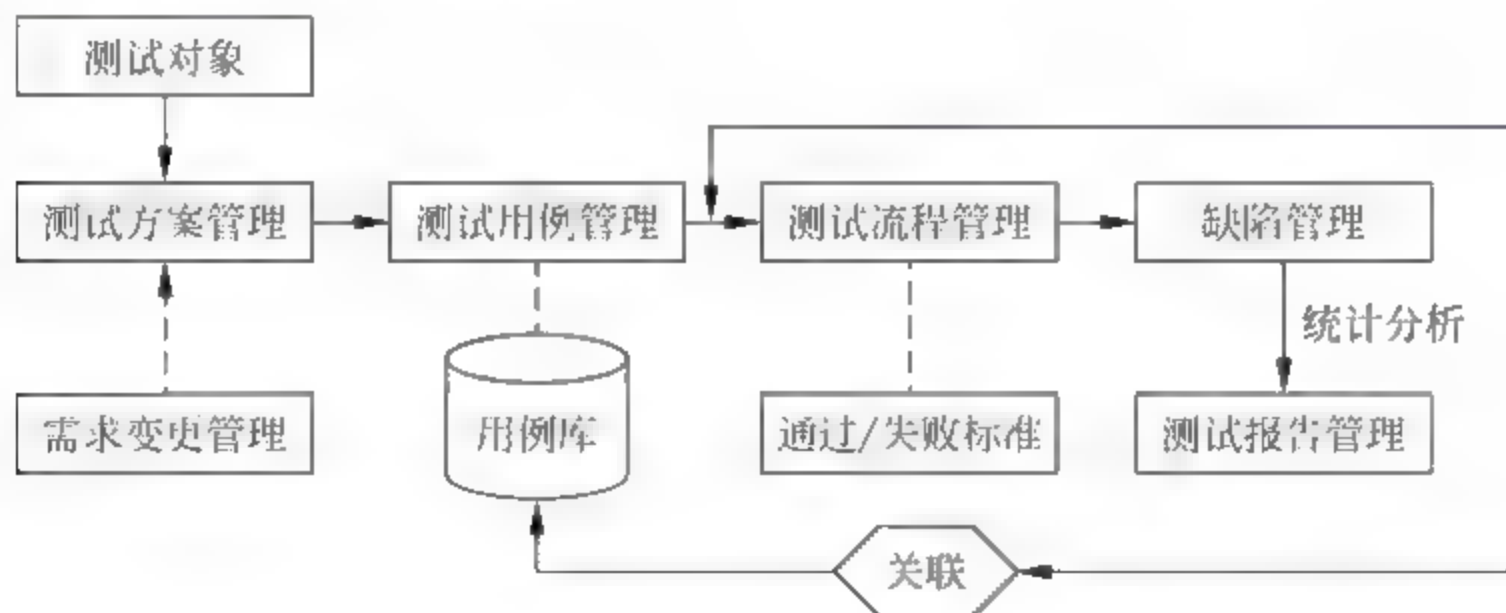 测试对象
测试方案管理
测试用例管理
测试流程管理
缺陷管理
统计分析
需求变更管理
用例库
通过/失败标准
测试报告管理
关联